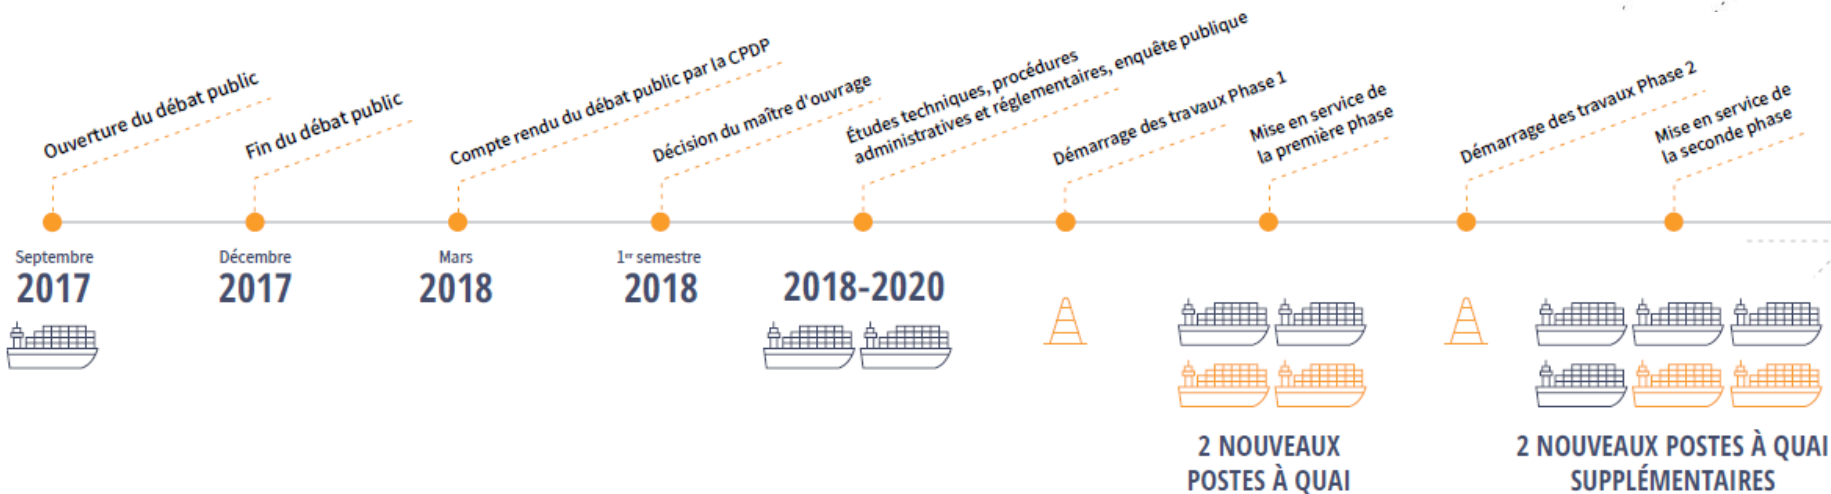 Ouverture du débat public
Fin du débat public
Compte rendu du débat public par la CPDP
Décision du maître d'ouvrage
Études techniques, procédures
administratives et réglementaires, enquête publique
Démarrage des travaux Phase 1
Mise en service de
la première phase
Démarrage des travaux Phase 2
Mise en service de
la seconde phase
Septembre
2017
Décembre
2017
Mars
2018
1er semestre
2018
2018-2020
2 NOUVEAUX
POSTES À QUAI
2 NOUVEAUX POSTES À QUAI
SUPPLÉMENTAIRES